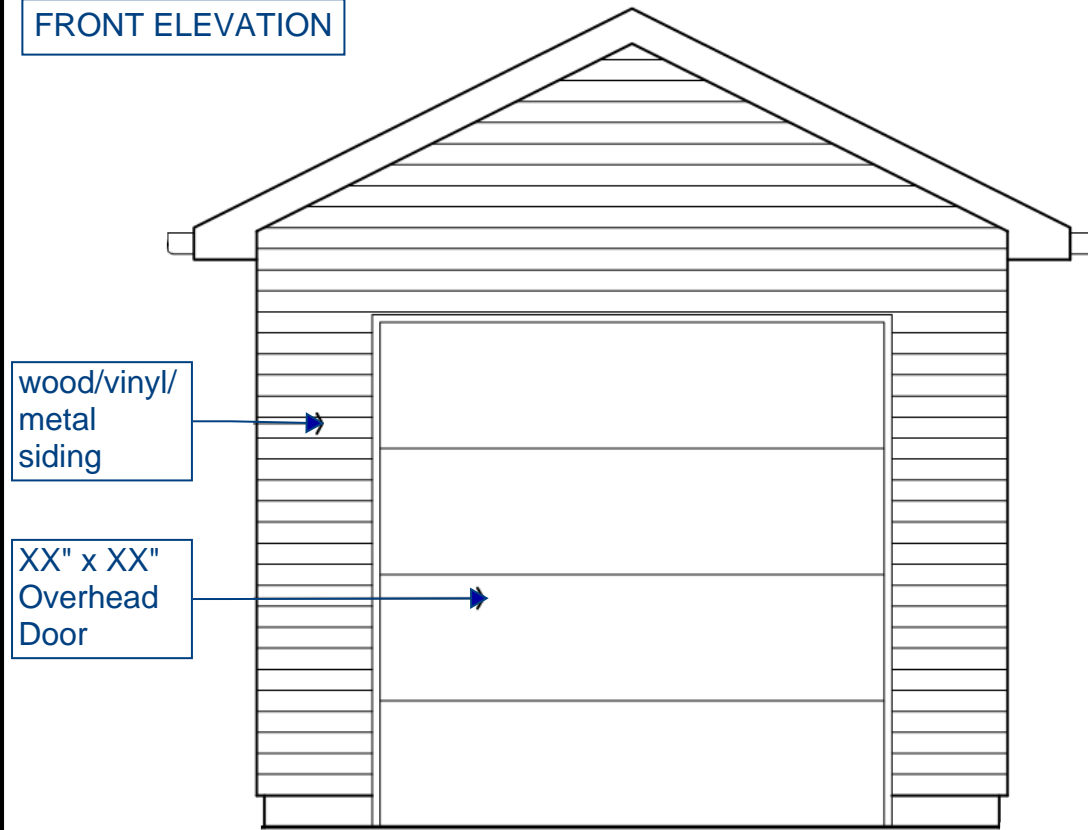 FRONT ELEVATION
wood/vinyl/
metal
siding
XX" x XX"
Overhead
Door